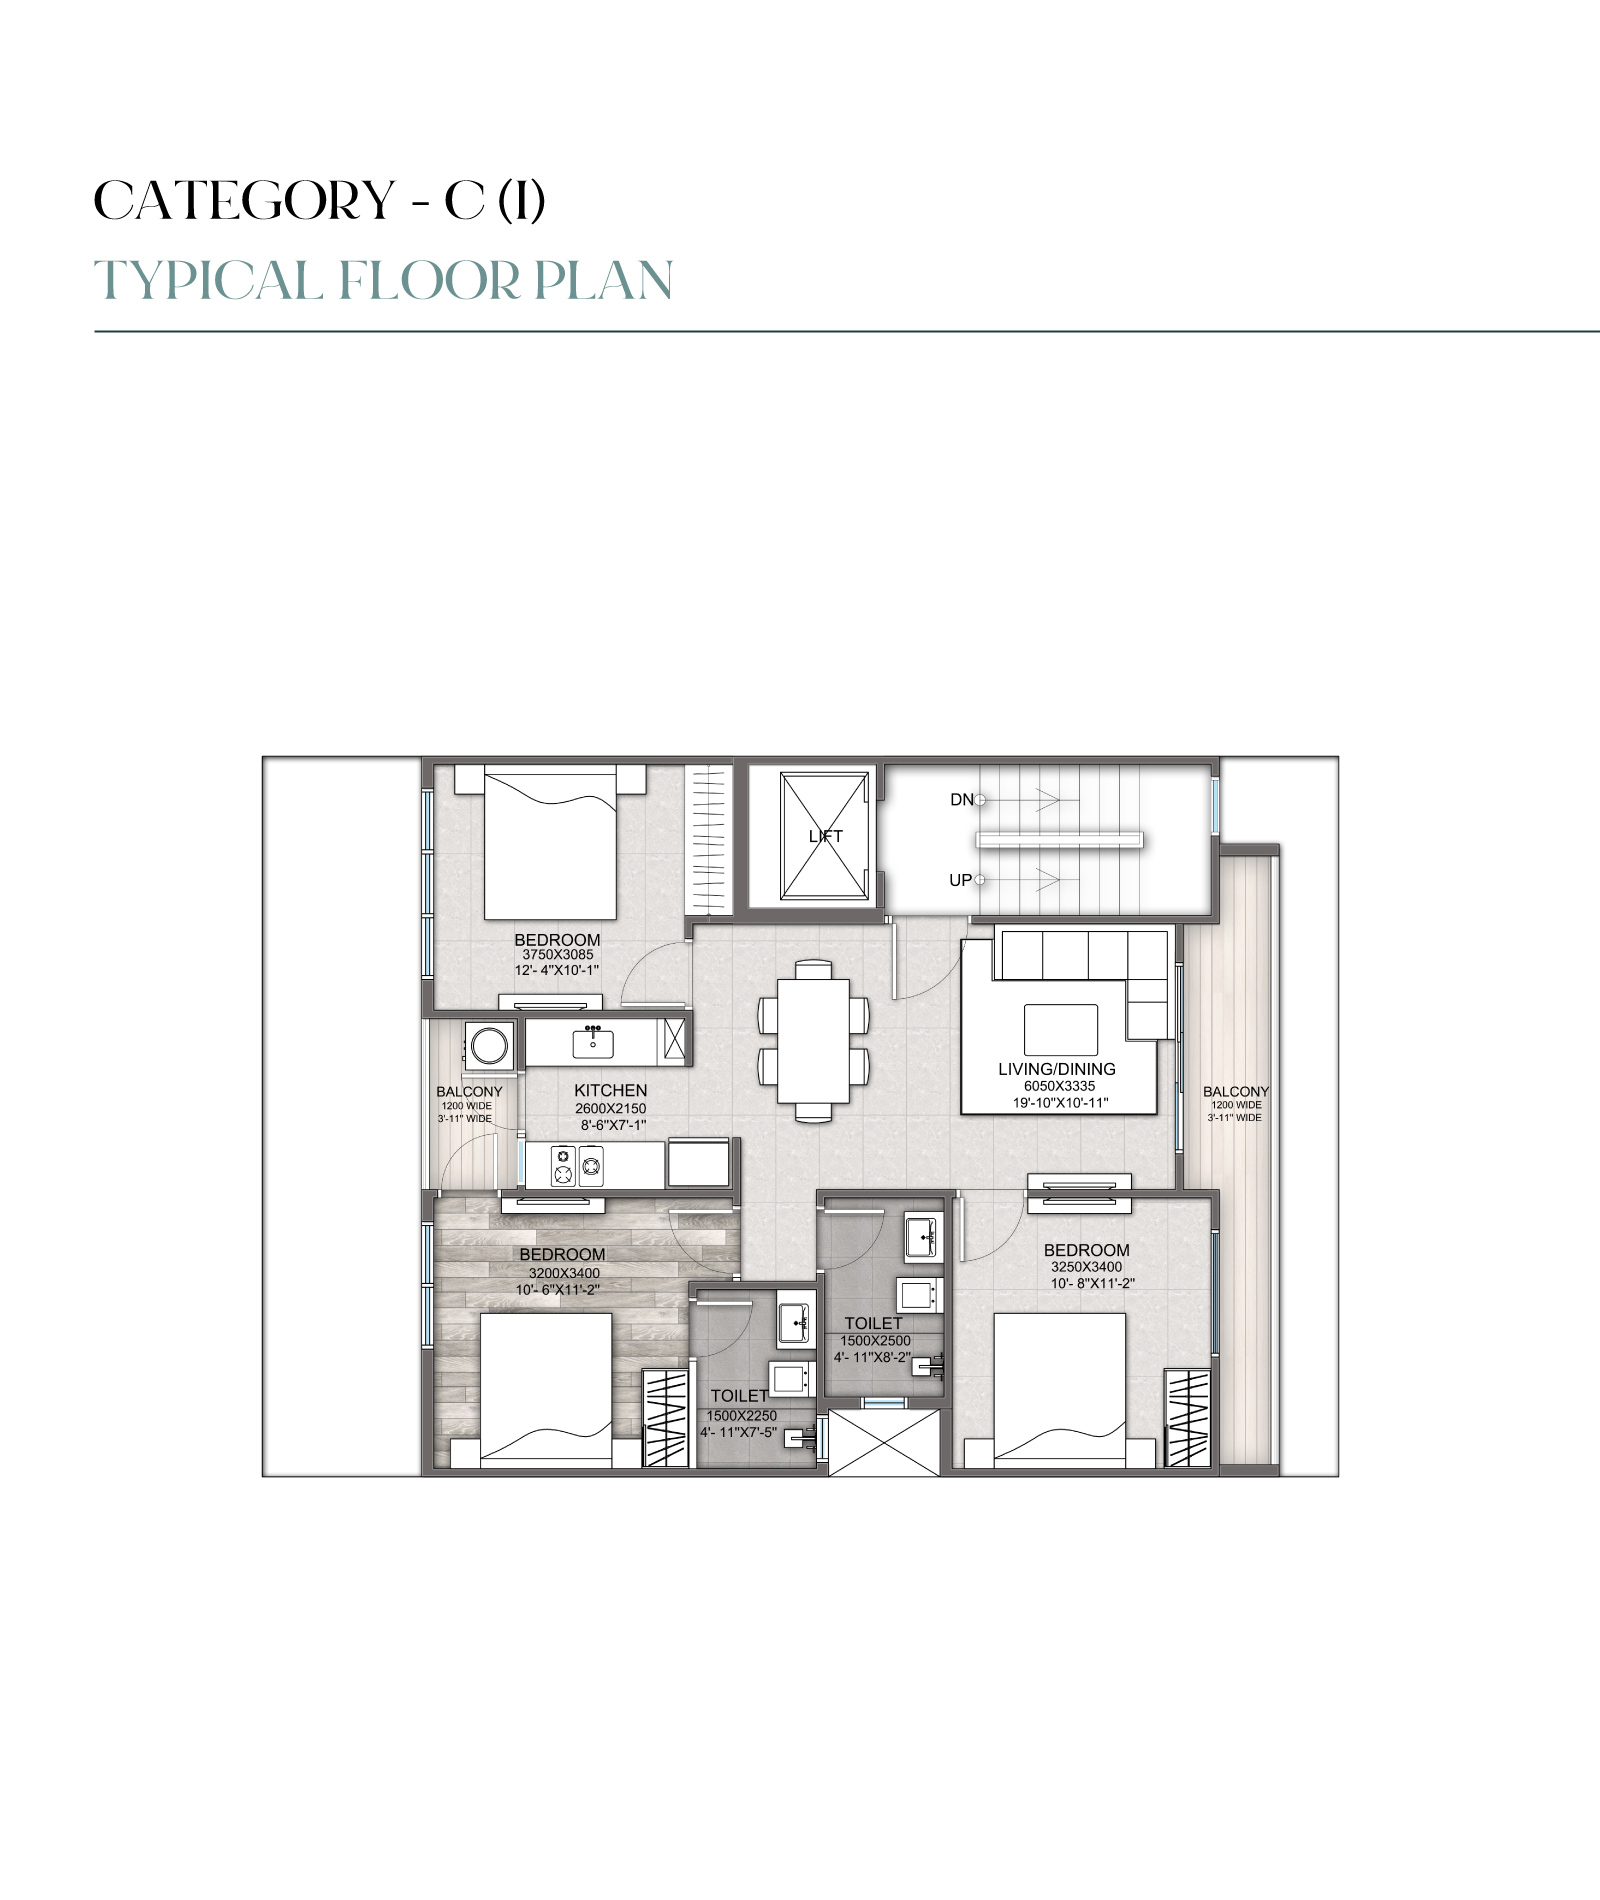 CATEGORY - C (I)
TYPICAL FLOOR PLAN
DN
LIFT
UP
BEDROOM
3750X3085
12'- 4"X10'-1"
LIVING/DINING
6050X3335
19'-10"X10'-11"
BALCONY
1200 WIDE
3'-11" WIDE
KITCHEN
2600X2150
8'-6"X7'-1"
BALCONY
1200 WIDE
3'-11" WIDE
BEDROOM
3200X3400
10'- 6"X11'-2"
BEDROOM
3250X3400
10'- 8"X11'-2"
TOILET
1500X2500
4'- 11"X8'-2"
TOILET
1500X2250
4'- 11"X7'-5"